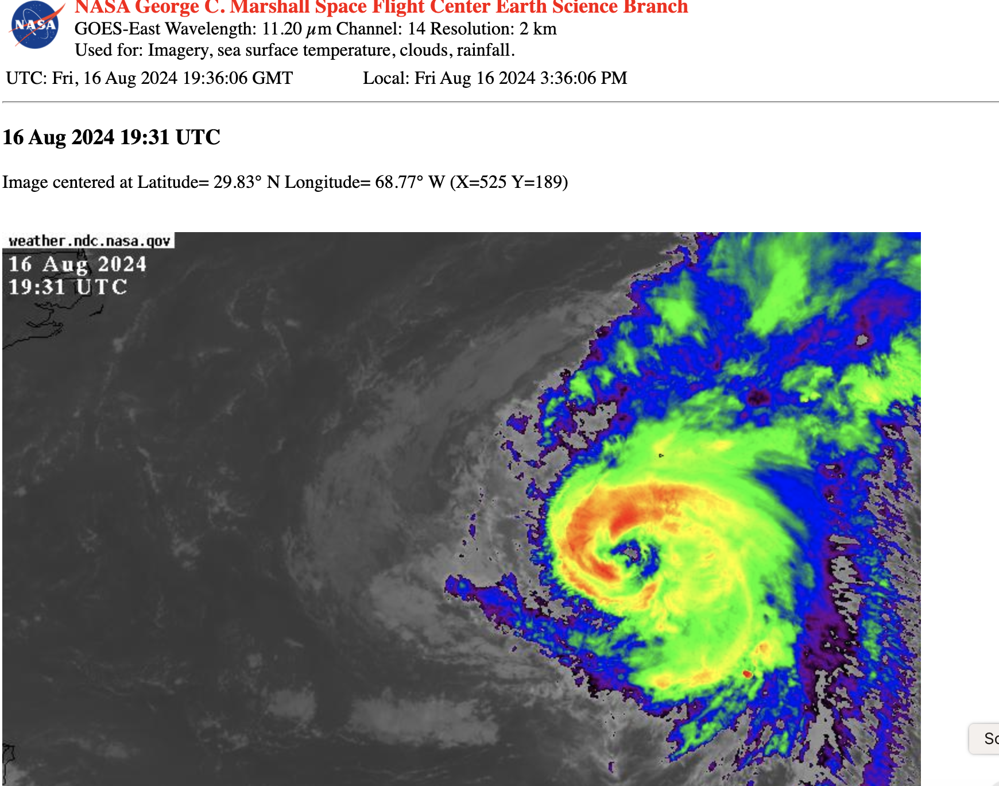 NASA George C. Marshall Space Flight Center Earth Science Branch
NASA
GOES-East Wavelength: 11.20 μm Channel: 14 Resolution: 2 km
Used for: Imagery, sea surface temperature, clouds, rainfall.
UTC: Fri, 16 Aug 2024 19:36:06 GMT Local: Fri Aug 16 2024 3:36:06 PM
16 Aug 2024 19:31 UTC
Image centered at Latitude= 29.83° N Longitude= 68.77° W (X=525 Y=189)
weather.ndc.nasa.gov
16 Aug 2024
19:31 UTC